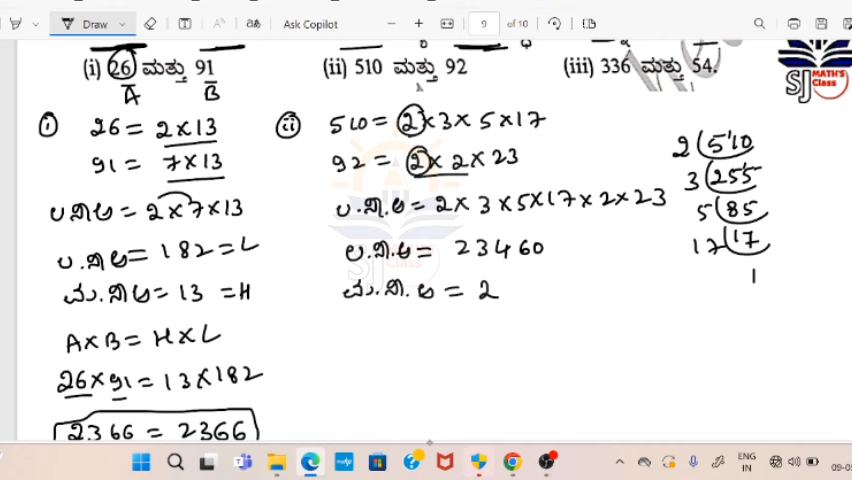 Draw
Ask Copilot
9 of 10
(i) 26 ಮತ್ತು 91
(ii) 510 ಮತ್ತು 92
(iii) 336 ಮತ್ತು 54.
SJ MATH'S Class
A B
i
26 = 2 × 13
91 = 7 × 13
ಲ.ಸಾ.ಅ = 2 × 7 × 13
ಲ.ಸಾ.ಅ = 182 = L
ಮ.ಸಾ.ಅ = 13 = H
A × B = H × L
26 × 91 = 13 × 182
2366 = 2366
ii
510 = 2 × 3 × 5 × 17
92 = 2 × 2 × 23
ಲ.ಸಾ.ಅ = 2 × 3 × 5 × 17 × 2 × 23
ಲ.ಸಾ.ಅ = 23460
ಮ.ಸಾ.ಅ = 2
2 510
3 255
5 85
17 17
1
SJ
Class
ENG
IN